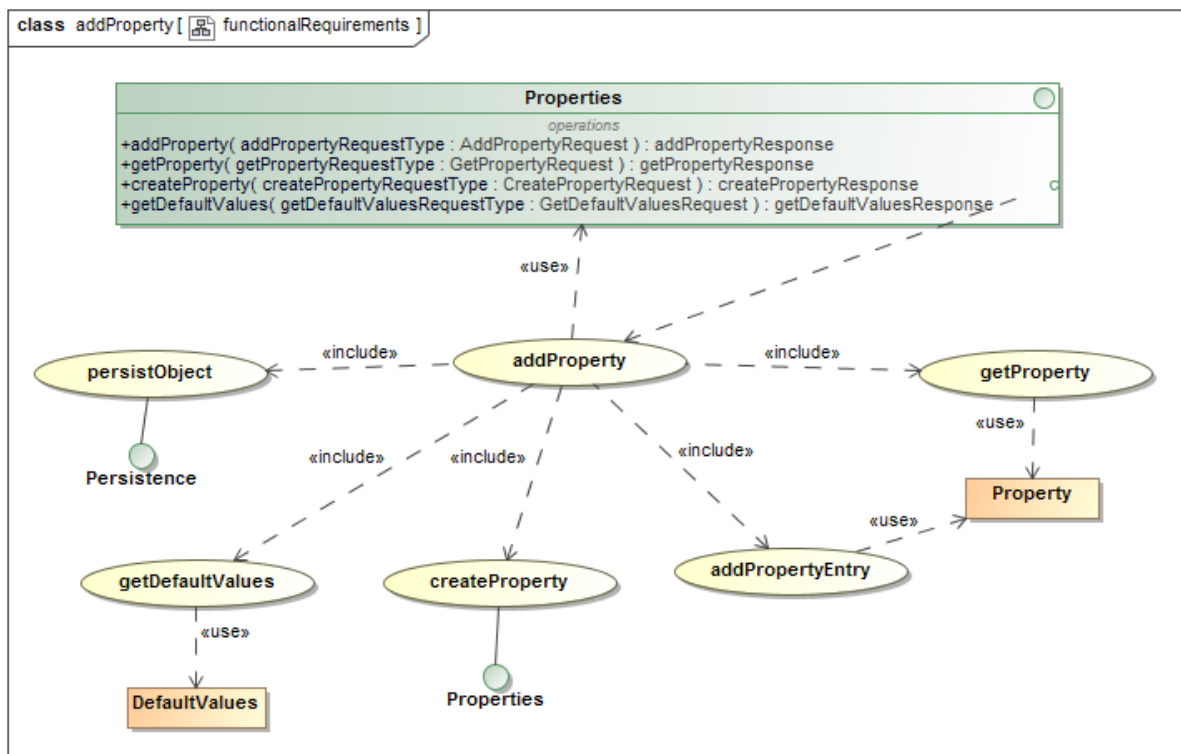 class addProperty [ functionalRequirements ]
Properties
operations
+addProperty( addPropertyRequestType : AddPropertyRequest ) : addPropertyResponse
+getProperty( getPropertyRequestType : GetPropertyRequest ) : getPropertyResponse
+createProperty( createPropertyRequestType : CreatePropertyRequest ) : createPropertyResponse
+getDefaultValues( getDefaultValuesRequestType : GetDefaultValuesRequest ) : getDefaultValuesResponse
«use»
«include»
addProperty
«include»
persistObject
getProperty
«use»
«include»
«include»
«include»
Persistence
Property
«use»
getDefaultValues
createProperty
addPropertyEntry
«use»
DefaultValues
Properties